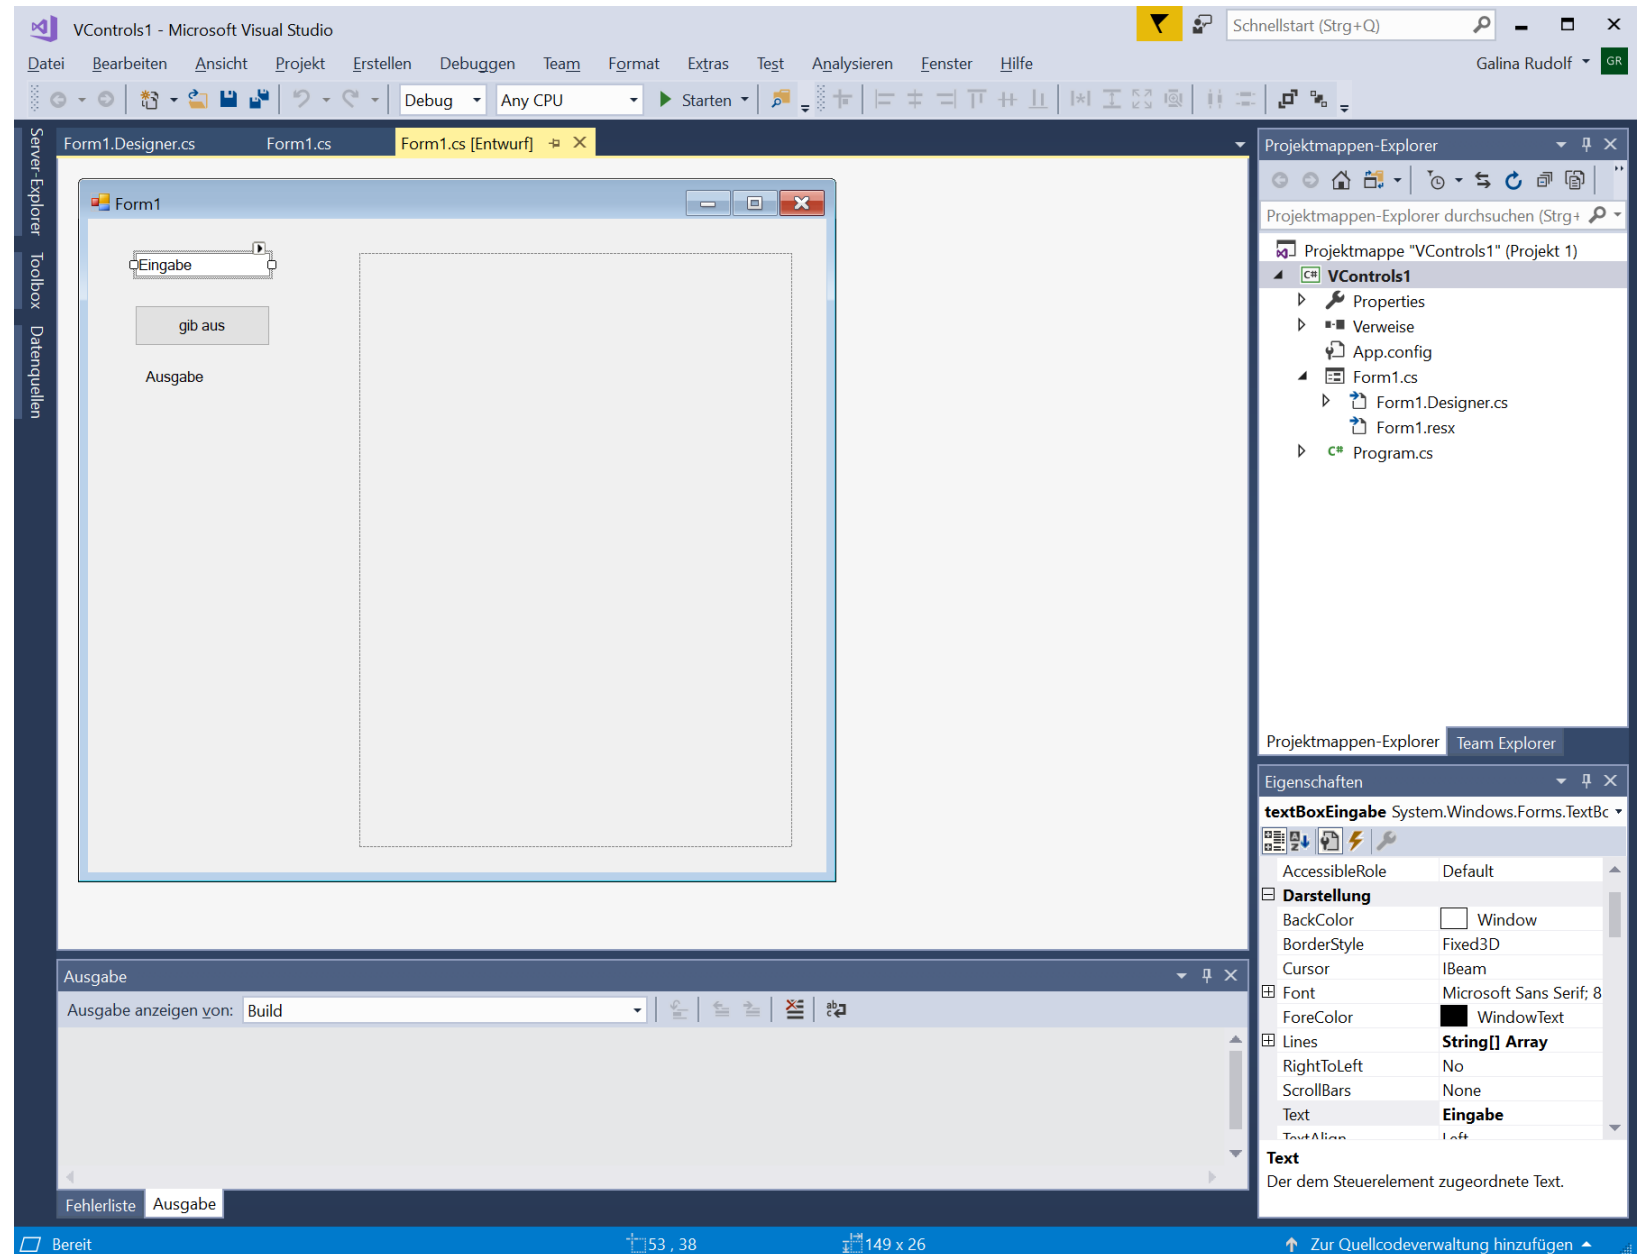 VControls1 - Microsoft Visual Studio
Schnellstart (Strg+Q)
Datei Bearbeiten Ansicht Projekt Erstellen Debuggen Team Format Extras Test Analysieren Fenster Hilfe
Galina Rudolf GR
Debug Any CPU Starten
Server-Explorer
Toolbox
Datenquellen
Form1.Designer.cs Form1.cs Form1.cs [Entwurf]
Form1
Eingabe
gib aus
Ausgabe
Projektmappen-Explorer
Projektmappen-Explorer durchsuchen (Strg+
Projektmappe "VControls1" (Projekt 1)
C# VControls1
Properties
Verweise
App.config
Form1.cs
Form1.Designer.cs
Form1.resx
C# Program.cs
Projektmappen-Explorer Team Explorer
Eigenschaften
textBoxEingabe System.Windows.Forms.TextBc
AccessibleRole Default
Darstellung
BackColor Window
BorderStyle Fixed3D
Cursor IBeam
Font Microsoft Sans Serif; 8
ForeColor WindowText
Lines String[] Array
RightToLeft No
ScrollBars None
Text Eingabe
TextAlign Left
Text
Der dem Steuerelement zugeordnete Text.
Ausgabe
Ausgabe anzeigen von: Build
Fehlerliste Ausgabe
Bereit 53 , 38 149 x 26 Zur Quellcodeverwaltung hinzufügen